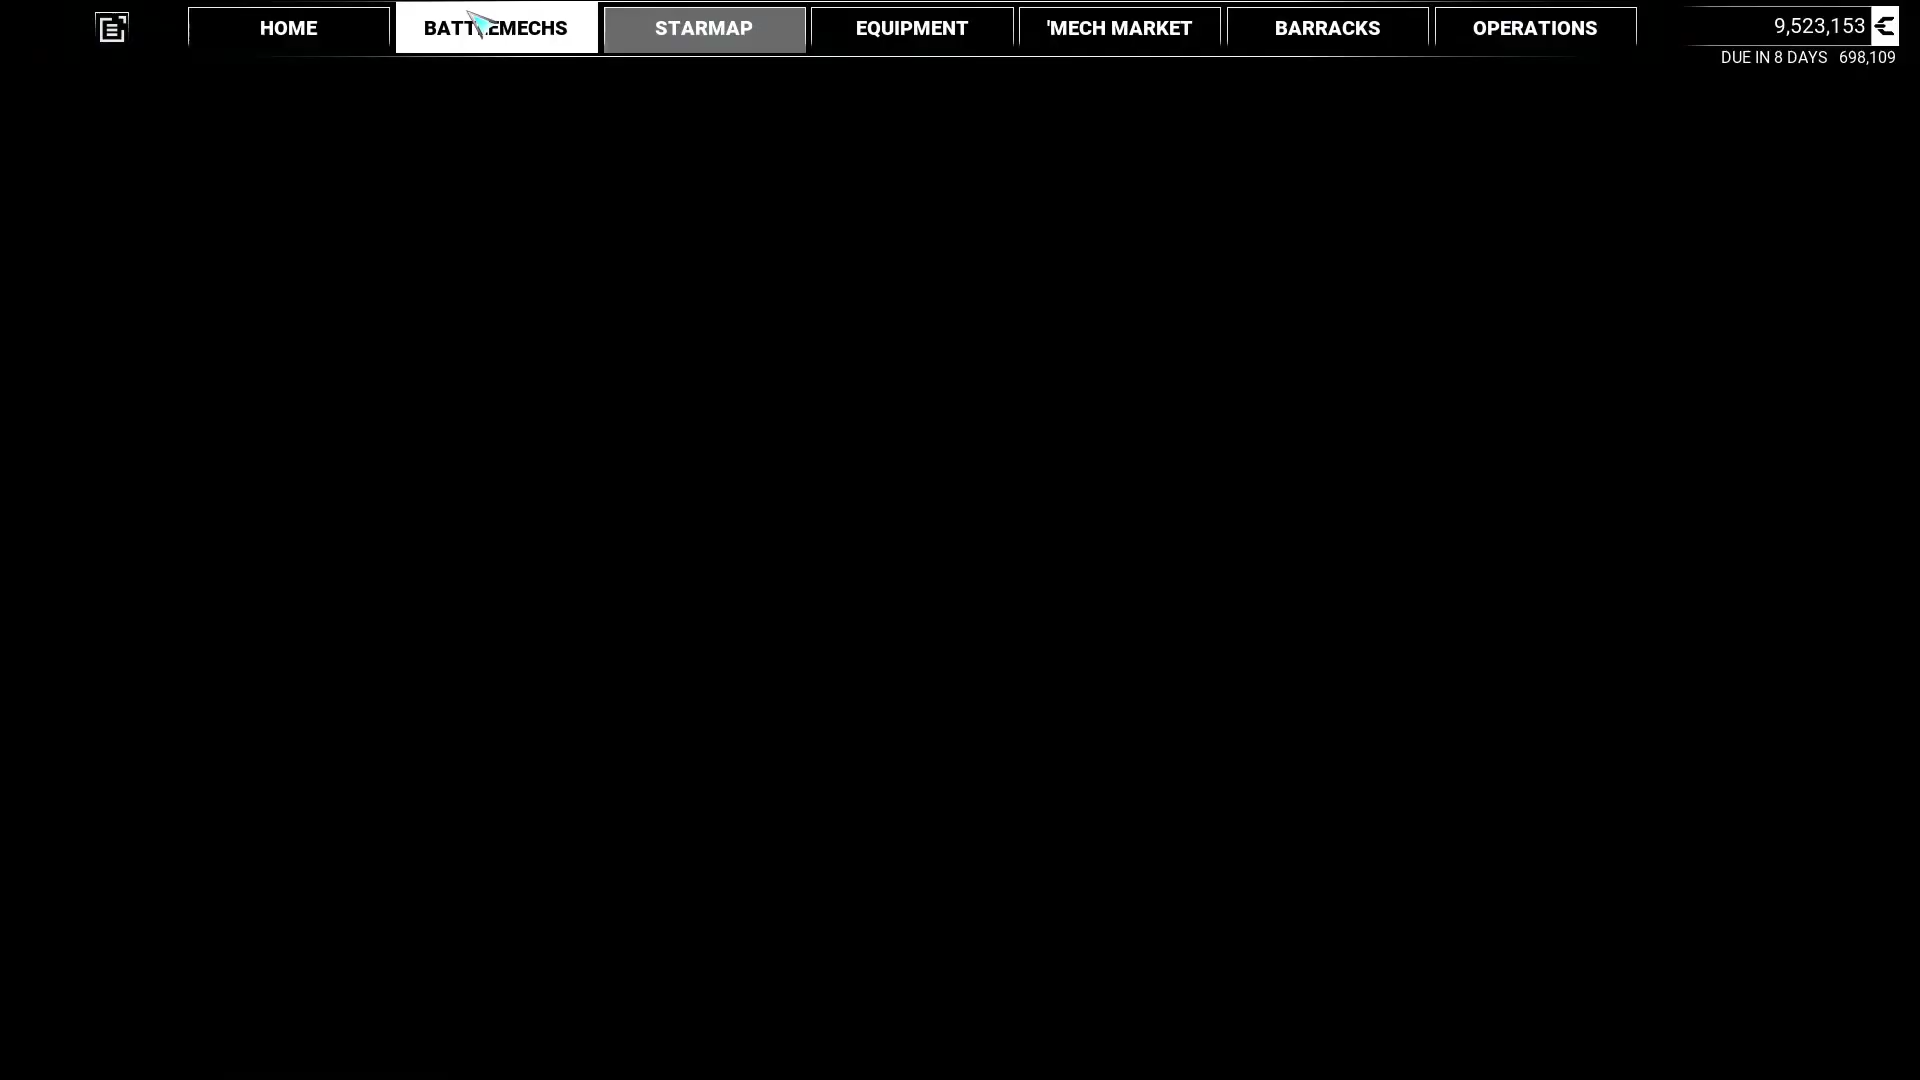 HOME
BATTLEMECHS
STARMAP
EQUIPMENT
'MECH MARKET
BARRACKS
OPERATIONS
9,523,153
DUE IN 8 DAYS 698,109